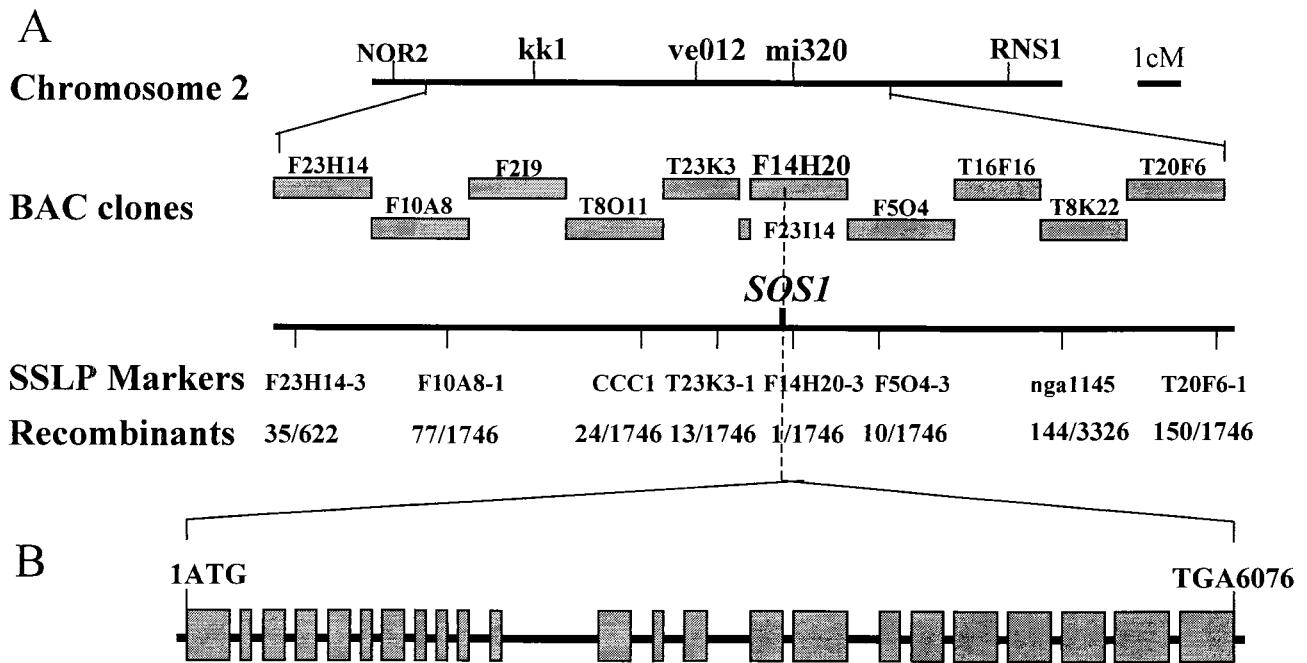 A
NOR2 kk1 ve012 mi320 RNS1 1cM
Chromosome 2
F23H14 F2I9 T23K3 F14H20 T16F16 T20F6
BAC clones
F10A8 T8O11 F23I14 F5O4 T8K22
SOS1
SSLP Markers F23H14-3 F10A8-1 CCC1 T23K3-1 F14H20-3 F5O4-3 nga1145 T20F6-1
Recombinants 35/622 77/1746 24/1746 13/1746 1/1746 10/1746 144/3326 150/1746
B
1ATG TGA6076